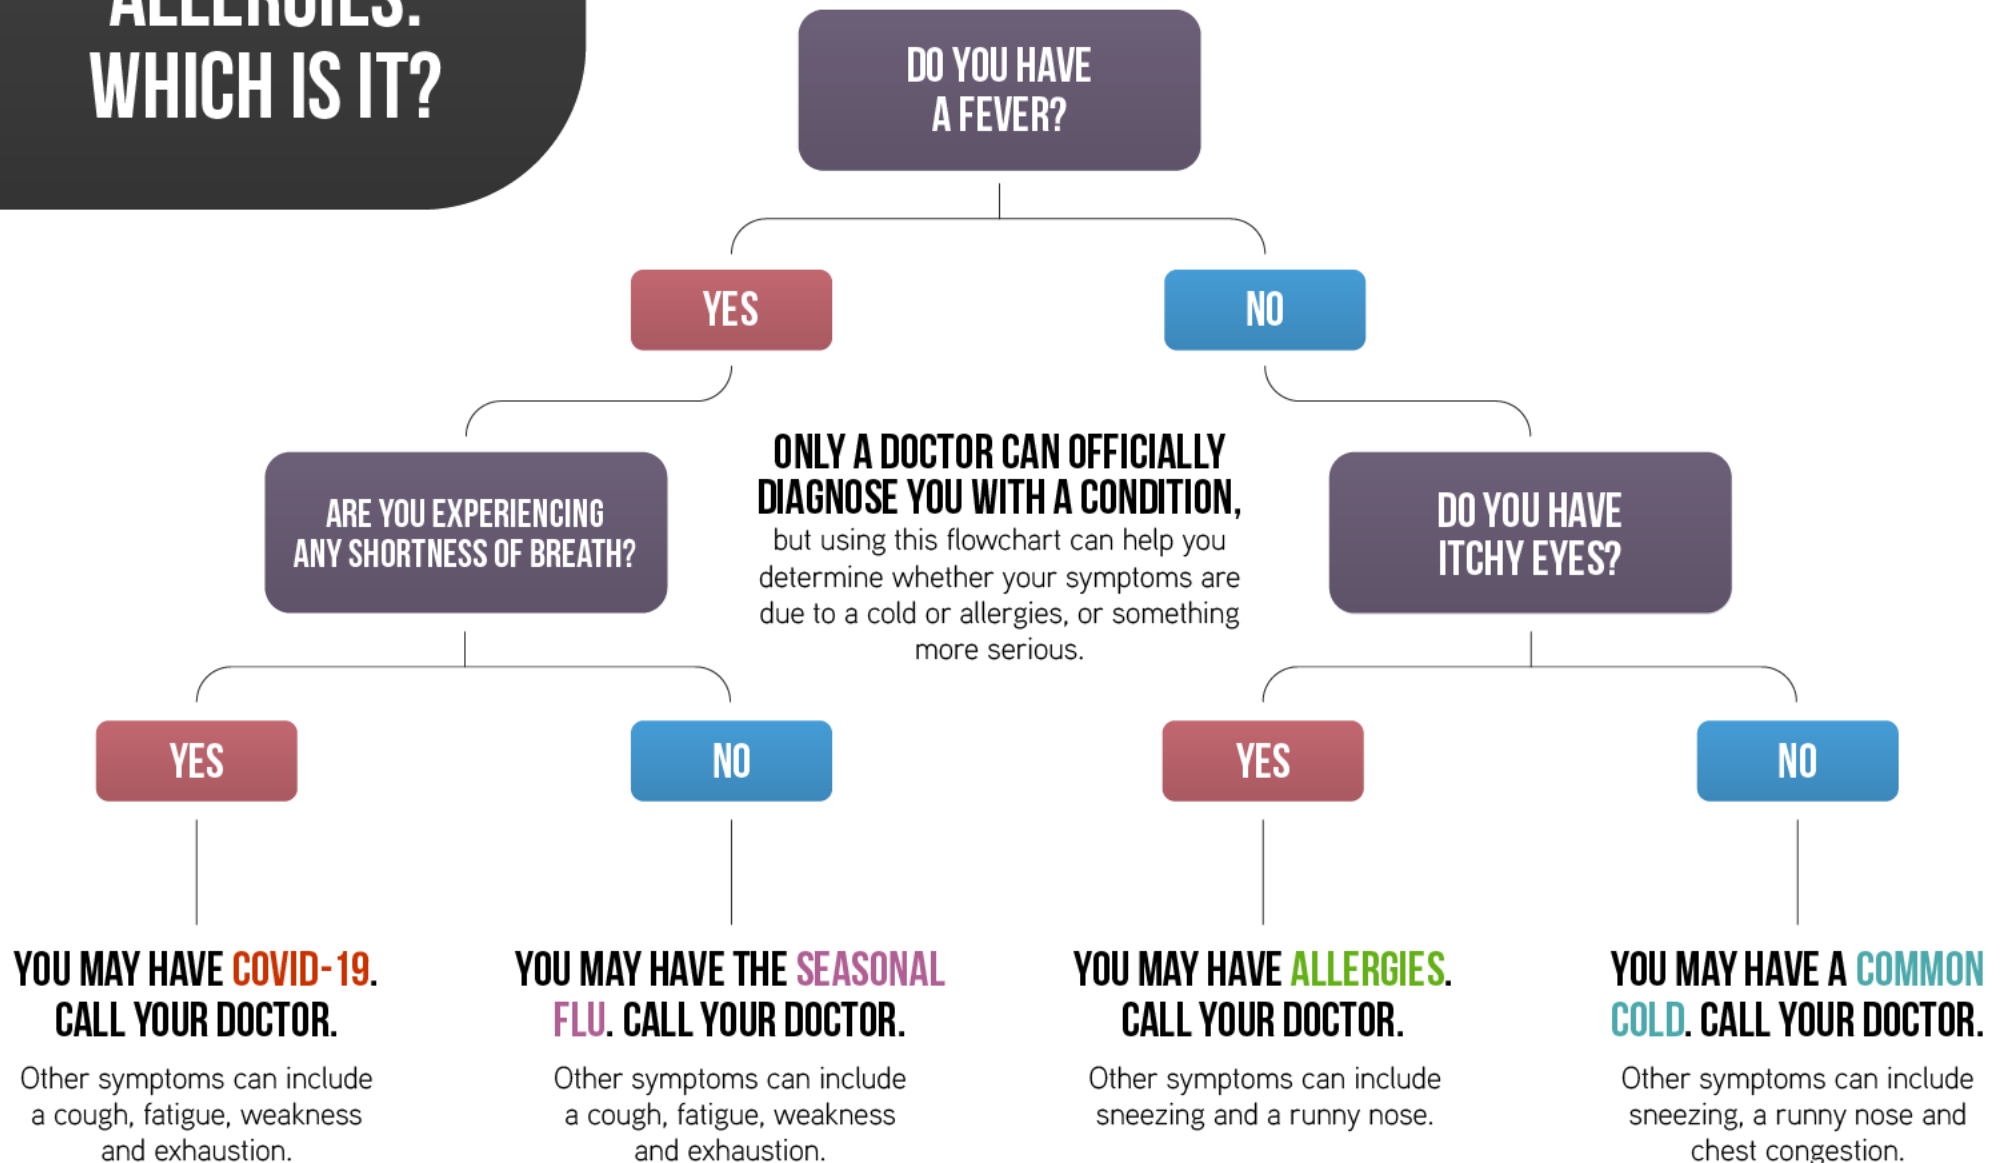 ALLERGIES:
WHICH IS IT?
DO YOU HAVE
A FEVER?
YES
NO
ARE YOU EXPERIENCING
ANY SHORTNESS OF BREATH?
ONLY A DOCTOR CAN OFFICIALLY
DIAGNOSE YOU WITH A CONDITION,
but using this flowchart can help you
determine whether your symptoms are
due to a cold or allergies, or something
more serious.
DO YOU HAVE
ITCHY EYES?
YES
NO
YES
NO
YOU MAY HAVE COVID-19.
CALL YOUR DOCTOR.
Other symptoms can include
a cough, fatigue, weakness
and exhaustion.
YOU MAY HAVE THE SEASONAL
FLU. CALL YOUR DOCTOR.
Other symptoms can include
a cough, fatigue, weakness
and exhaustion.
YOU MAY HAVE ALLERGIES.
CALL YOUR DOCTOR.
Other symptoms can include
sneezing and a runny nose.
YOU MAY HAVE A COMMON
COLD. CALL YOUR DOCTOR.
Other symptoms can include
sneezing, a runny nose and
chest congestion.